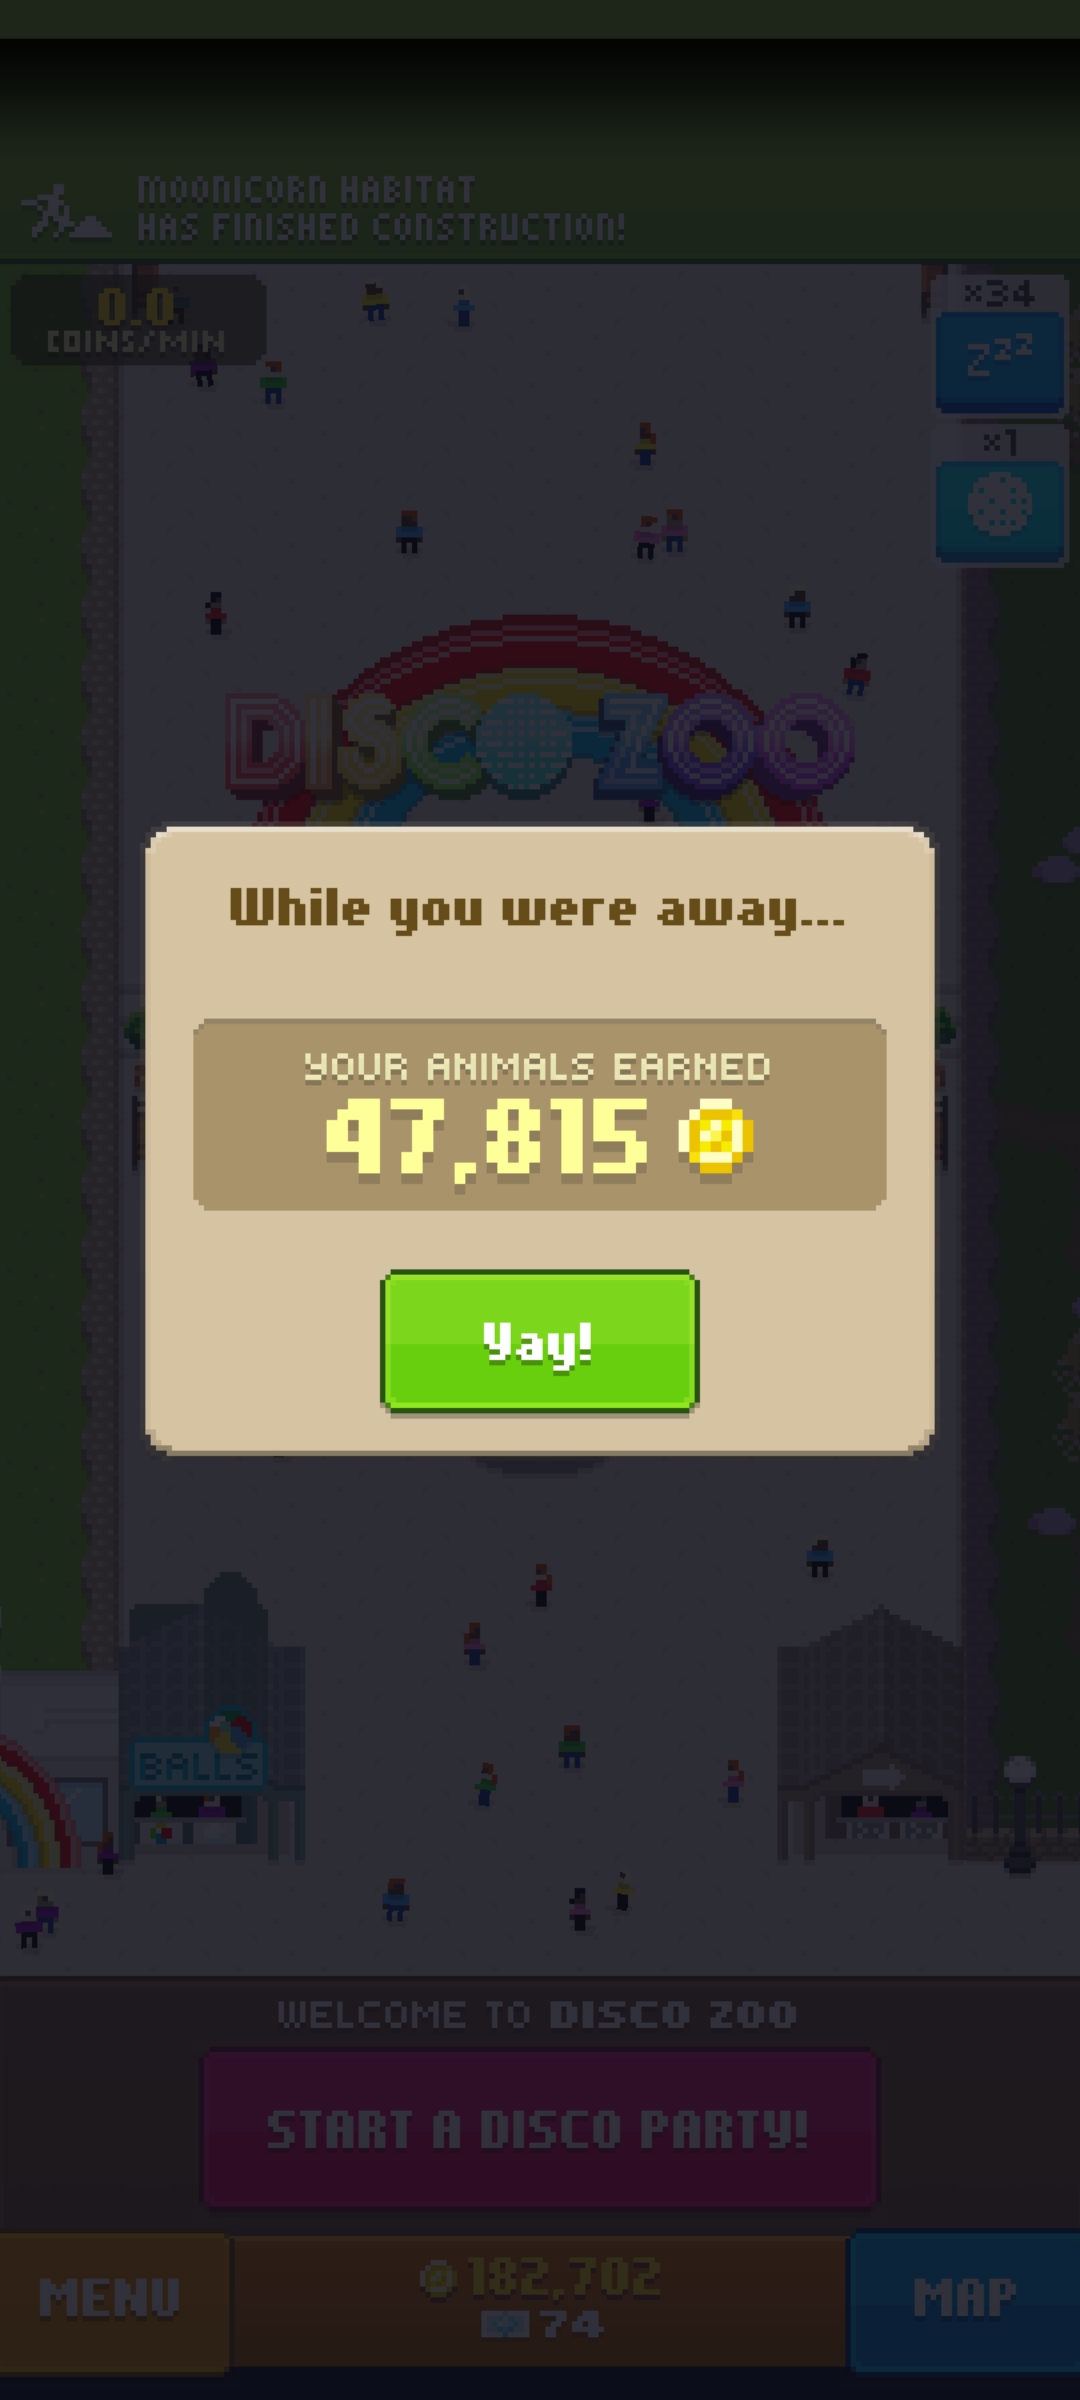 MOONICORN HABITAT
HAS FINISHED CONSTRUCTION!
0.0
COINS/MIN
x34
zzz
x1
DISCO ZOO
While you were away...
YOUR ANIMALS EARNED
47,815
Yay!
BALLS
WELCOME TO DISCO ZOO
START A DISCO PARTY!
MENU
182,702
74
MAP